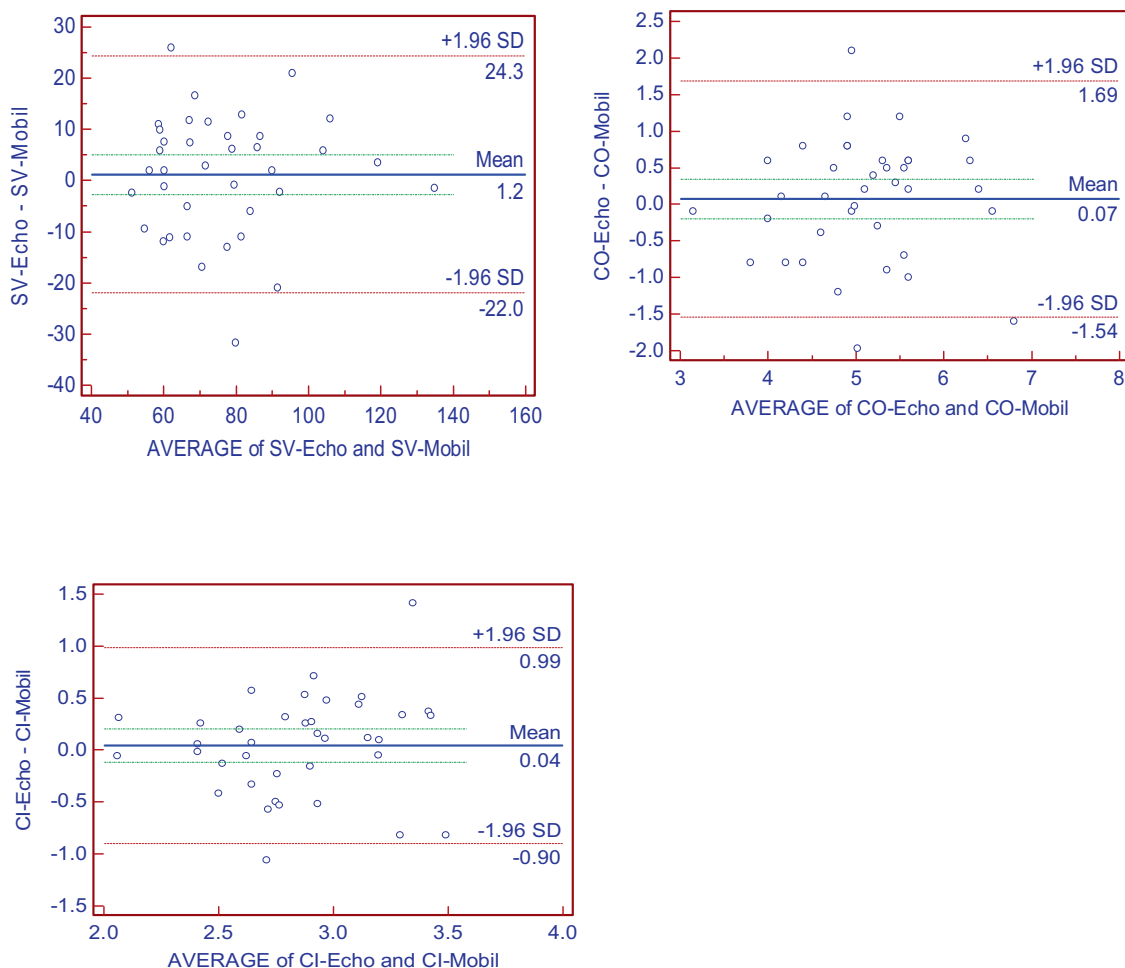 30
20
10
0
-10
-20
-30
-40
SV-Echo - SV-Mobil
+1.96 SD
24.3
Mean
1.2
-1.96 SD
-22.0
40 60 80 100 120 140 160
AVERAGE of SV-Echo and SV-Mobil
2.5
2.0
1.5
1.0
0.5
0.0
-0.5
-1.0
-1.5
-2.0
CO-Echo - CO-Mobil
+1.96 SD
1.69
Mean
0.07
-1.96 SD
-1.54
3 4 5 6 7 8
AVERAGE of CO-Echo and CO-Mobil
1.5
1.0
0.5
0.0
-0.5
-1.0
-1.5
CI-Echo - CI-Mobil
+1.96 SD
0.99
Mean
0.04
-1.96 SD
-0.90
2.0 2.5 3.0 3.5 4.0
AVERAGE of CI-Echo and CI-Mobil